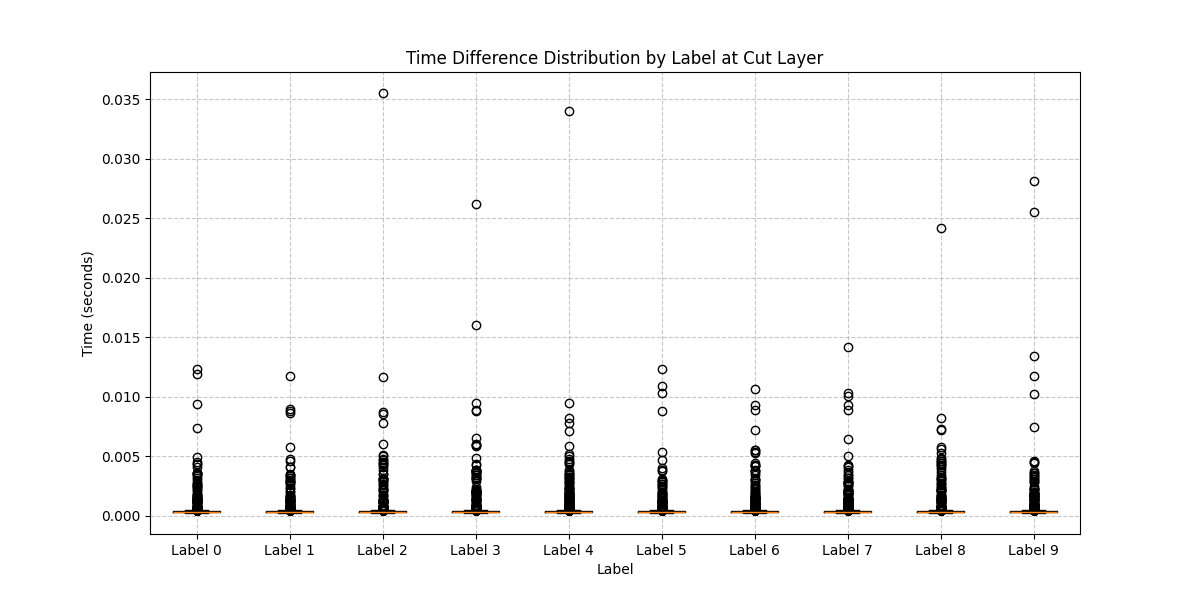 Time Difference Distribution by Label at Cut Layer
0.035
0.030
0.025
0.020
0.015
0.010
0.005
0.000
Time (seconds)
Label 0 Label 1 Label 2 Label 3 Label 4 Label 5 Label 6 Label 7 Label 8 Label 9
Label